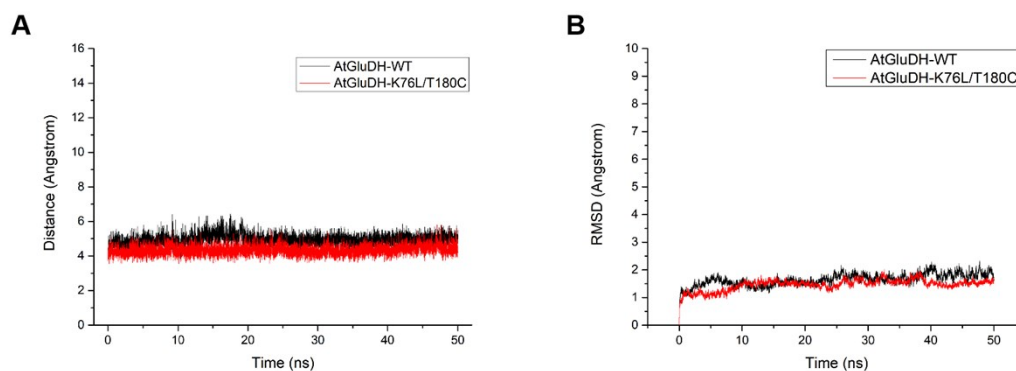 A
Distance (Angstrom)
16
14
12
10
8
6
4
2
0
AtGluDH-WT
AtGluDH-K76L/T180C
0 10 20 30 40 50
Time (ns)
B
RMSD (Angstrom)
10
9
8
7
6
5
4
3
2
1
0
AtGluDH-WT
AtGluDH-K76L/T180C
0 10 20 30 40 50
Time (ns)